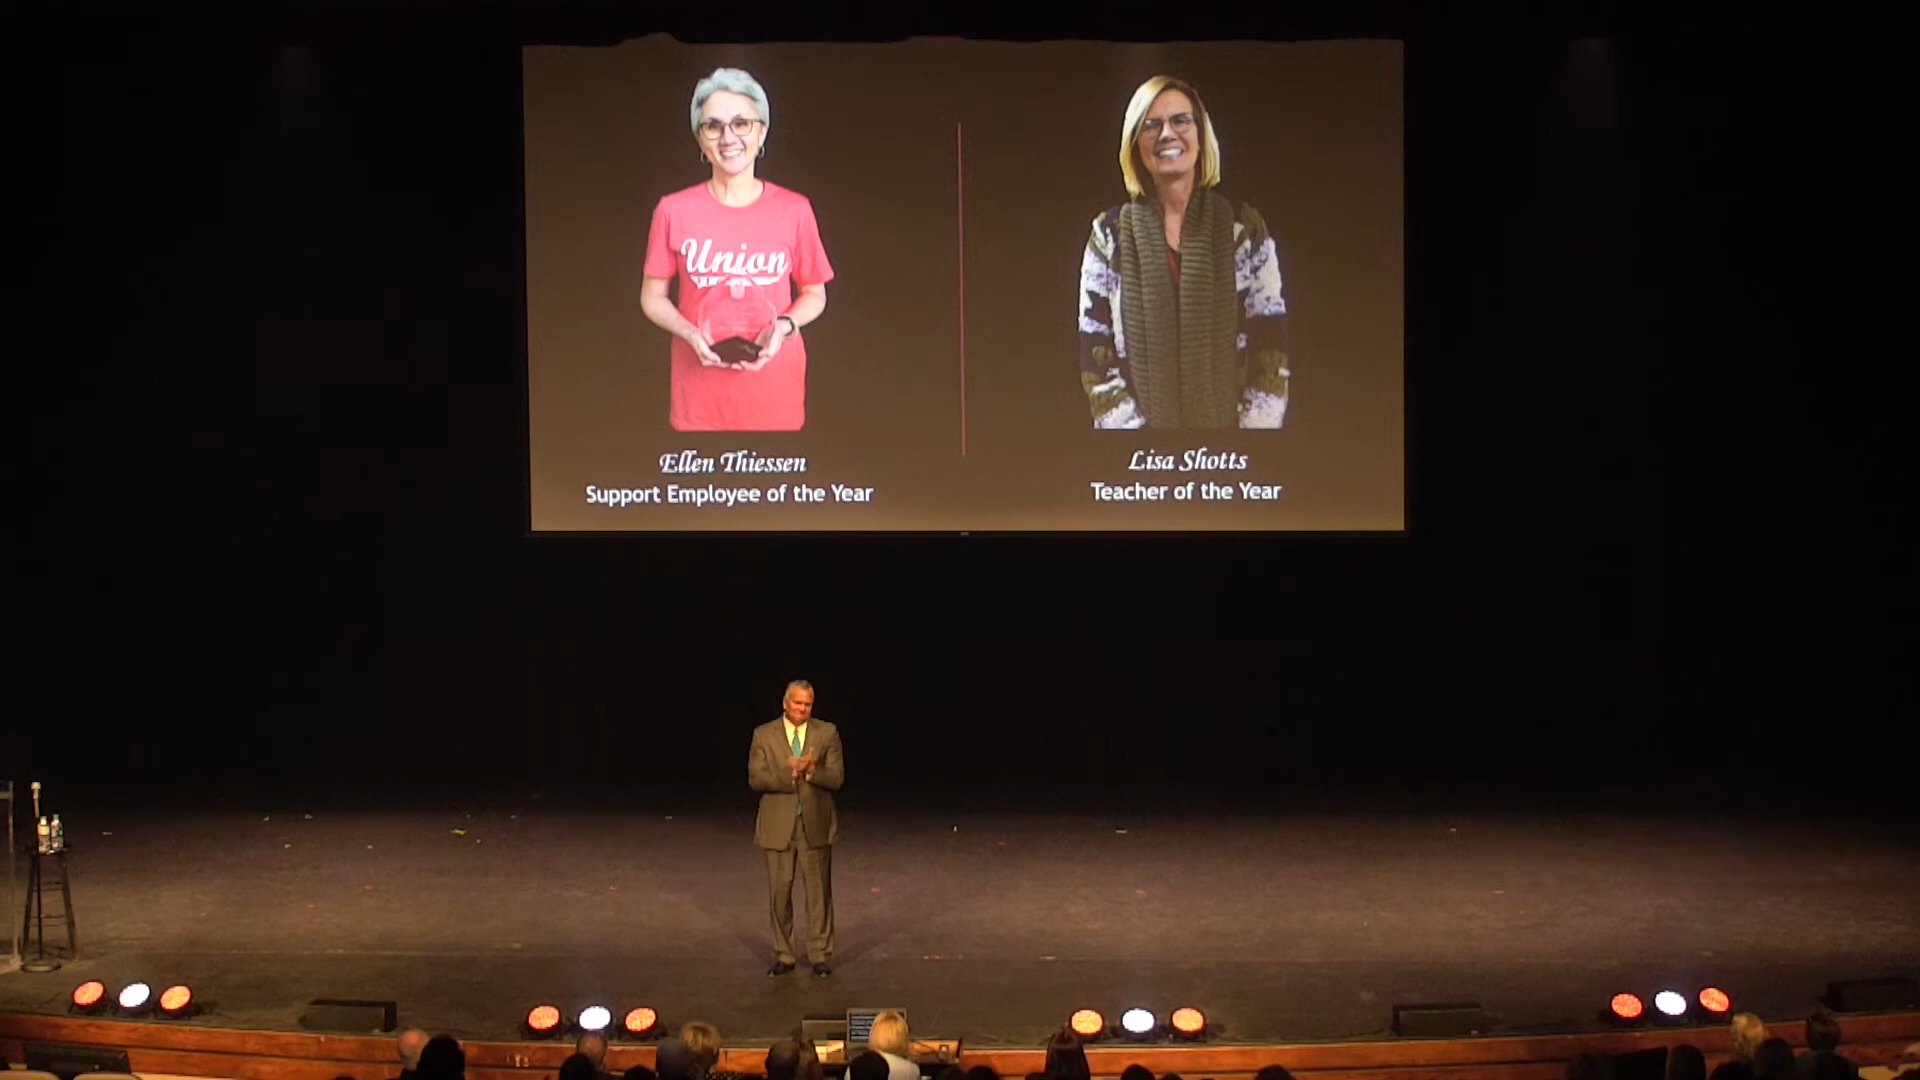 Union
Ellen Thiessen
Support Employee of the Year
Lisa Shotts
Teacher of the Year